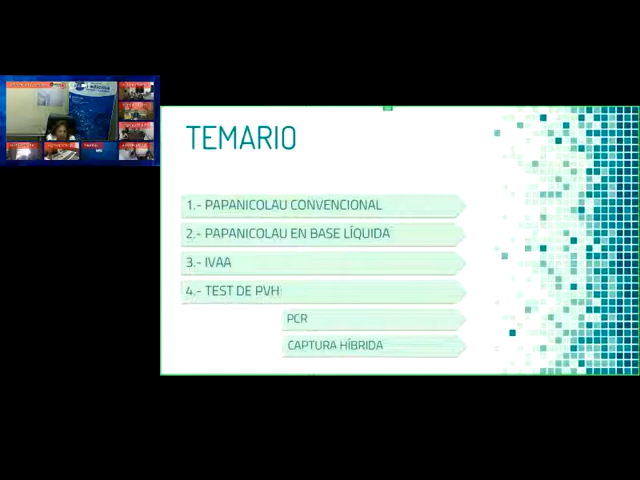 TEMARIO
1.- PAPANICOLAU CONVENCIONAL
2.- PAPANICOLAU EN BASE LÍQUIDA
3.- IVAA
4.- TEST DE PVH:
PCR
CAPTURA HÍBRIDA